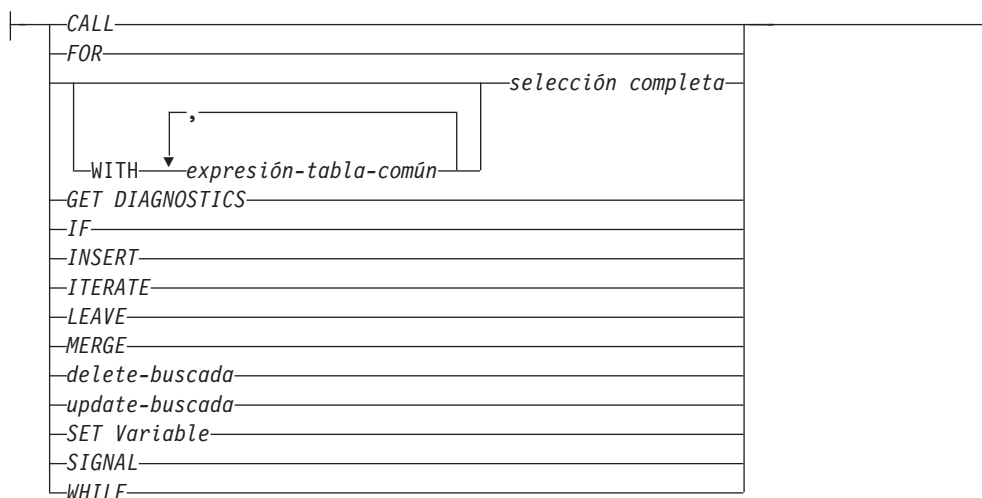 CALL
FOR
selección completa
,
WITH expresión-tabla-común
GET DIAGNOSTICS
IF
INSERT
ITERATE
LEAVE
MERGE
delete-buscada
update-buscada
SET Variable
SIGNAL
WHILE